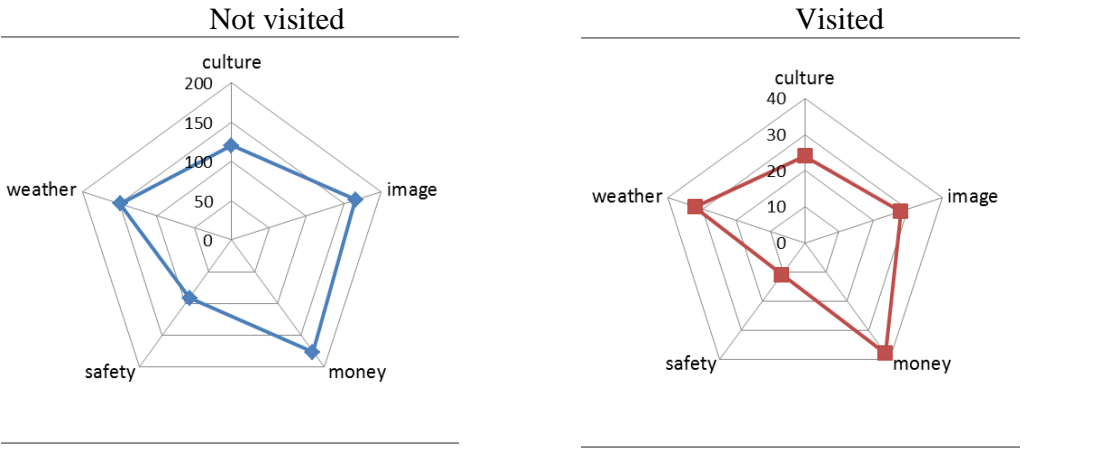 Not visited
culture
200
150
100
50
0
weather
image
safety
money
Visited
culture
40
30
20
10
0
weather
image
safety
money